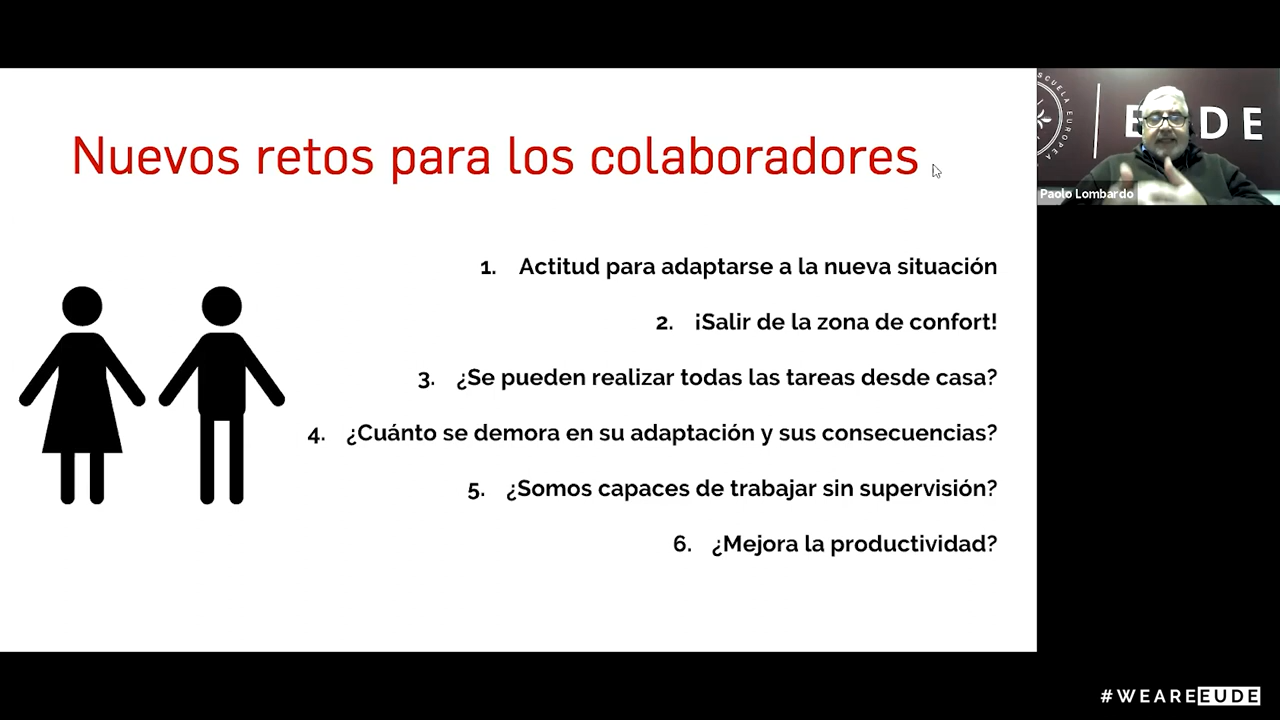 Nuevos retos para los colaboradores
1. Actitud para adaptarse a la nueva situación
2. ¡Salir de la zona de confort!
3. ¿Se pueden realizar todas las tareas desde casa?
4. ¿Cuánto se demora en su adaptación y sus consecuencias?
5. ¿Somos capaces de trabajar sin supervisión?
6. ¿Mejora la productividad?
ESCUELA EUROPEA
Paolo Lombardo
#WEAREEUDE